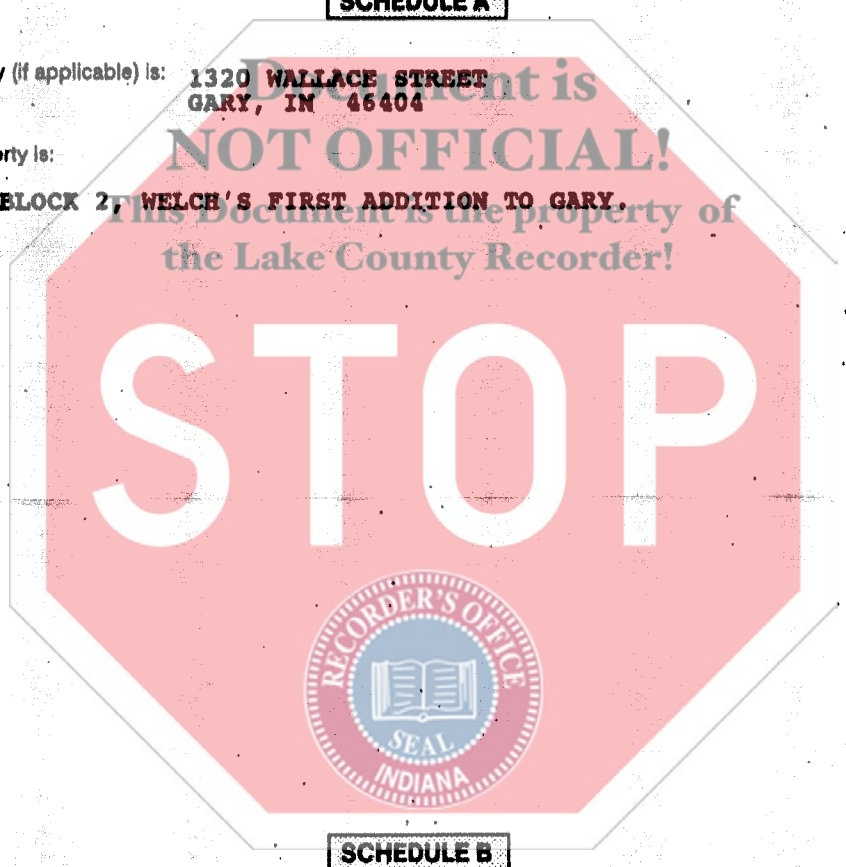 SCHEDULE A
y (if applicable) is: 1320 WALLACE STREET
GARY, IN 46404
Document is
NOT OFFICIAL!
rty is:
BLOCK 2, WELCH'S FIRST ADDITION TO GARY.
This Document is the property of
the Lake County Recorder!
STOP
RECORDER'S OFFICE
SEAL
INDIANA
SCHEDULE B